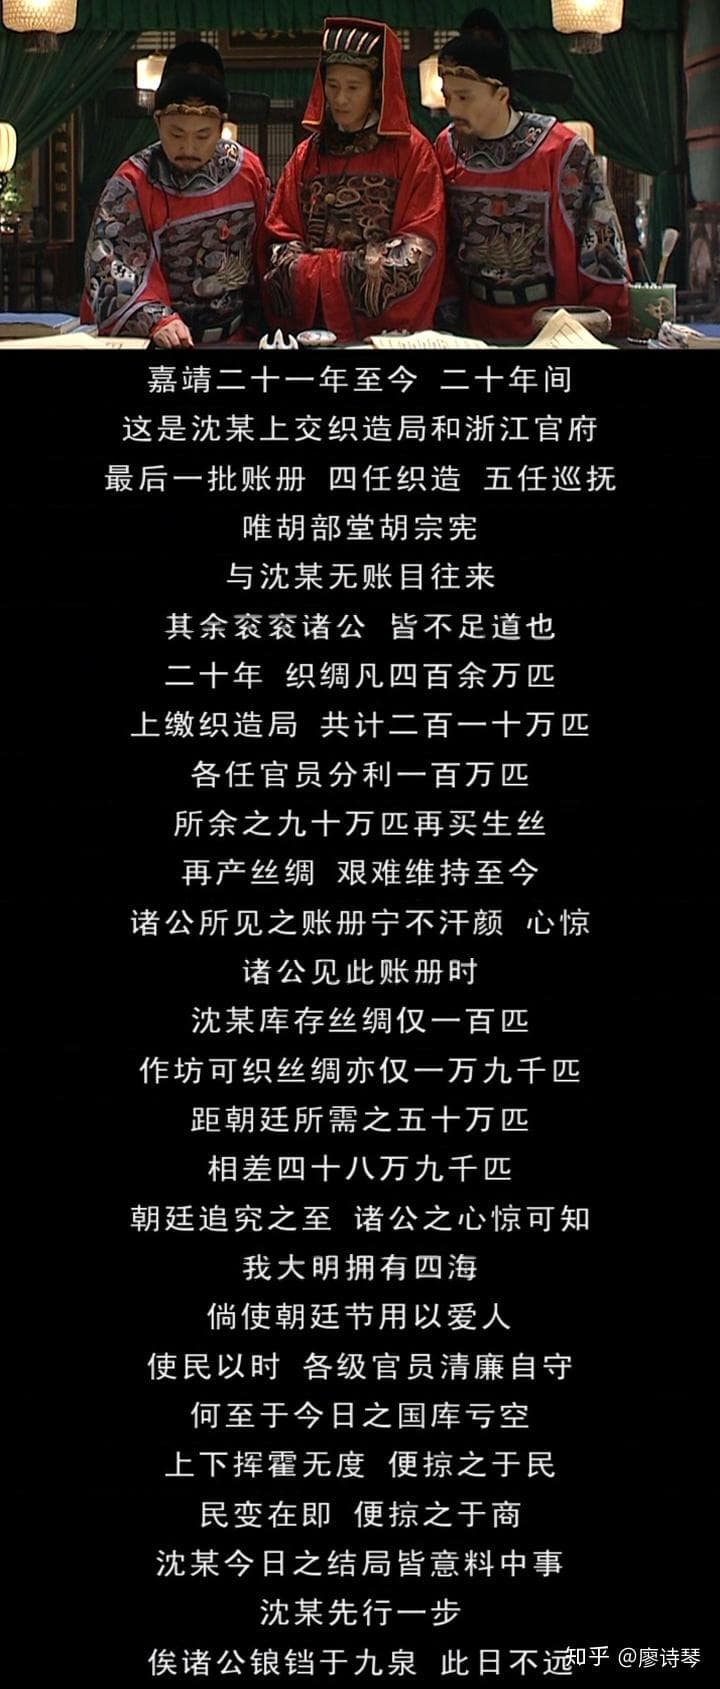 嘉靖二十一年至今 二十年间
这是沈某上交织造局和浙江官府
最后一批账册 四任织造 五任巡抚
唯胡部堂胡宗宪
与沈某无账目往来
其余衮衮诸公 皆不足道也
二十年 织绸凡四百余万匹
上缴织造局 共计二百一十万匹
各任官员分利一百万匹
所余之九十万匹再买生丝
再产丝绸 艰难维持至今
诸公所见之账册宁不汗颜 心惊
诸公见此账册时
沈某库存丝绸仅一百匹
作坊可织丝绸亦仅一万九千匹
距朝廷所需之五十万匹
相差四十八万九千匹
朝廷追究之至 诸公之心惊可知
我大明拥有四海
倘使朝廷节用以爱人
使民以时 各级官员清廉自守
何至于今日之国库亏空
上下挥霍无度 便掠之于民
民变在即 便掠之于商
沈某今日之结局皆意料中事
沈某先行一步
俟诸公锒铛于九泉 此日不远
知乎 @廖诗琴